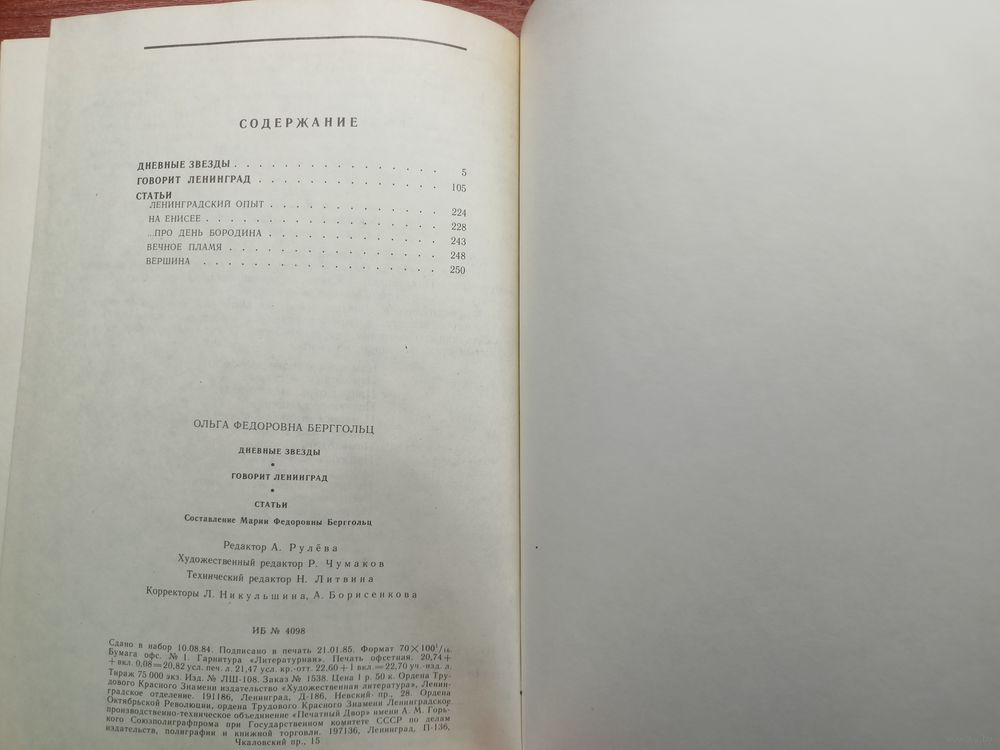 СОДЕРЖАНИЕ
ДНЕВНЫЕ ЗВЕЗДЫ . . . . . . . . . . . . . . . 5
ГОВОРИТ ЛЕНИНГРАД . . . . . . . . . . . . . 105
СТАТЬИ
ЛЕНИНГРАДСКИЙ ОПЫТ . . . . . . . . . . . . 224
НА ЕНИСЕЕ . . . . . . . . . . . . . . . . 228
...ПРО ДЕНЬ БОРОДИНА . . . . . . . . . . . . 243
ВЕЧНОЕ ПЛАМЯ . . . . . . . . . . . . . . 248
ВЕРШИНА . . . . . . . . . . . . . . . . 250
ОЛЬГА ФЕДОРОВНА БЕРГГОЛЬЦ
ДНЕВНЫЕ ЗВЕЗДЫ
•
ГОВОРИТ ЛЕНИНГРАД
•
СТАТЬИ
Составление Марии Федоровны Берггольц
Редактор А. Рулёва
Художественный редактор Р. Чумаков
Технический редактор Н. Литвина
Корректоры Л. Никульшина, А. Борисенкова
ИБ № 4098
Сдано в набор 10.08.84. Подписано в печать 21.01.85. Формат 70×100¹/₁₆.
Бумага офс. № 1. Гарнитура «Литературная». Печать офсетная. 20,74+
+ вкл. 0,08=20,82 усл. печ. л. 21,47 усл. кр.-отт. 22,60+1 вкл.=22,70 уч.-изд. л.
Тираж 75 000 экз. Изд. № ЛШ-108. Заказ № 1538. Цена 1 р. 50 к. Ордена Тру-
дового Красного Знамени издательство «Художественная литература», Ленин-
градское отделение. 191186, Ленинград, Д-186, Невский пр., 28. Ордена
Октябрьской Революции, ордена Трудового Красного Знамени Ленинградское
производственно-техническое объединение «Печатный Двор» имени А. М. Горь-
кого Союзполиграфпрома при Государственном комитете СССР по делам
издательств, полиграфии и книжной торговли. 197136, Ленинград, П-136,
Чкаловский пр., 15